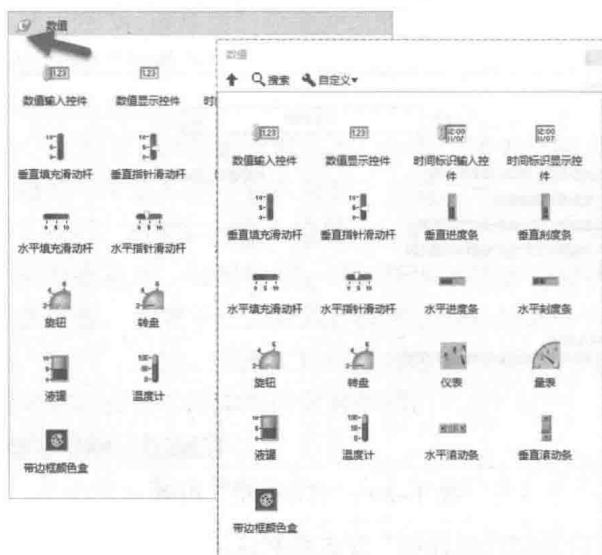 数值
数值输入控件 数值显示控件 时
垂直填充滑动杆 垂直指针滑动杆
水平填充滑动杆 水平指针滑动杆
旋钮 转盘
液罐 温度计
带边框颜色盒
数值
搜索 自定义
数值输入控件 数值显示控件 时间标识输入控件 时间标识显示控件
垂直填充滑动杆 垂直指针滑动杆 垂直进度条 垂直刻度条
水平填充滑动杆 水平指针滑动杆 水平进度条 水平刻度条
旋钮 转盘 仪表 量表
液罐 温度计 水平滚动条 垂直滚动条
带边框颜色盒